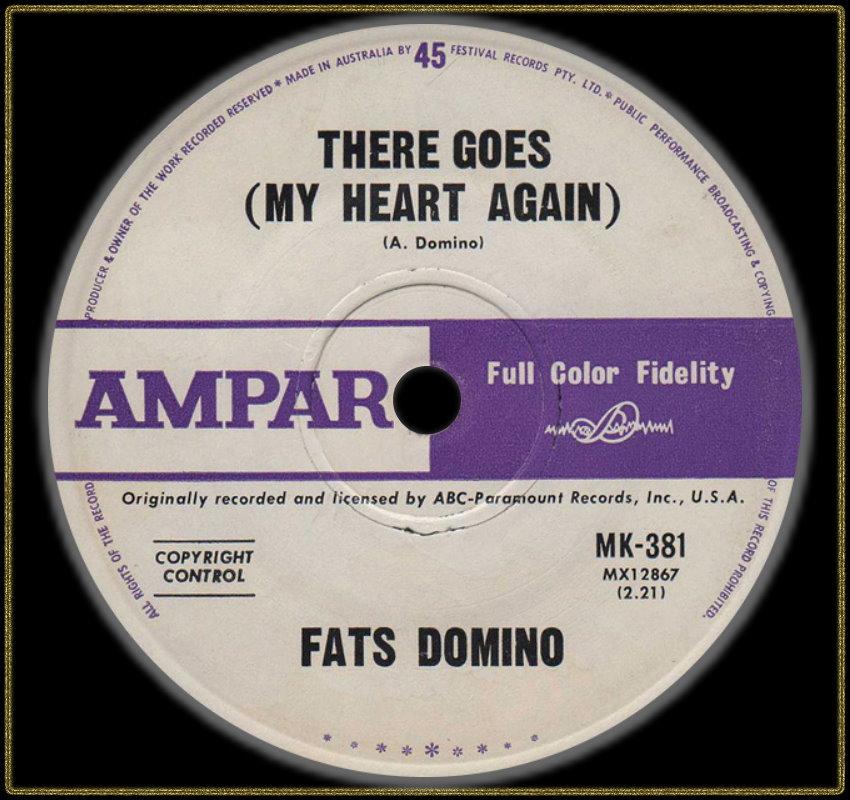 PRODUCER & OWNER OF THE WORK RECORDED RESERVED * MADE IN AUSTRALIA BY 45 FESTIVAL RECORDS PTY. LTD. * PUBLIC PERFORMANCE BROADCASTING & COPYING
THERE GOES
(MY HEART AGAIN)
(A. Domino)
AMPAR
Full Color Fidelity
Originally recorded and licensed by ABC-Paramount Records, Inc., U.S.A.
ALL RIGHTS OF THE RECORD
OF THIS RECORD PROHIBITED.
COPYRIGHT
CONTROL
MK-381
MX12867
(2.21)
FATS DOMINO